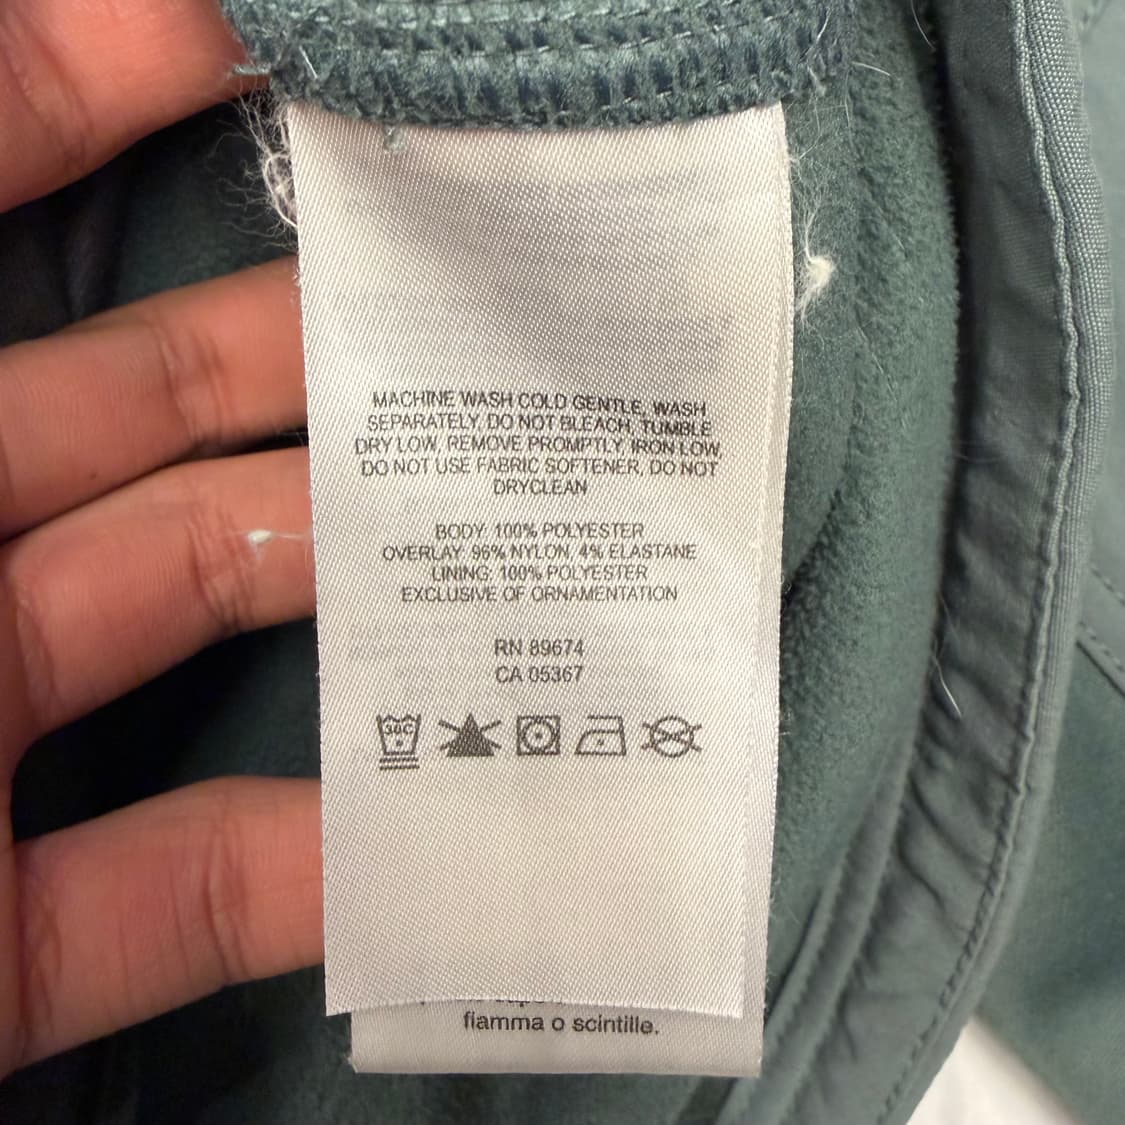 MACHINE WASH COLD GENTLE, WASH
SEPARATELY, DO NOT BLEACH, TUMBLE
DRY LOW, REMOVE PROMPTLY, IRON LOW,
DO NOT USE FABRIC SOFTENER, DO NOT
DRYCLEAN
BODY: 100% POLYESTER
OVERLAY: 96% NYLON, 4% ELASTANE
LINING: 100% POLYESTER
EXCLUSIVE OF ORNAMENTATION
RN 89674
CA 05367
30C
fiamma o scintille.